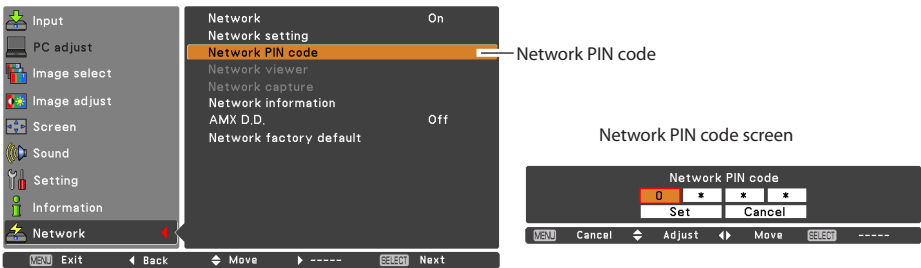 Input
PC adjust
Image select
Image adjust
Screen
Sound
Setting
Information
Network
Network On
Network setting
Network PIN code
Network viewer
Network capture
Network information
AMX D.D. Off
Network factory default
MENU Exit Back Move ----- SELECT Next
Network PIN code
Network PIN code screen
Network PIN code
0 * * *
Set Cancel
MENU Cancel Adjust Move SELECT -----